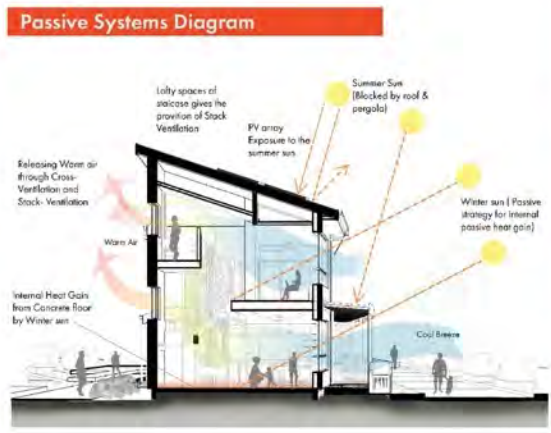 Passive Systems Diagram
Lofty spaces of
staicase gives the
provision of Stack
Ventilation
PV array
Exposure to the
summer sun
Summer Sun
(Blocked by roof &
pergola)
Releasing Warm air
through Cross-
Ventilation and
Stack- Ventilation
Winter sun ( Passive
strategy for internal
passive heat gain)
Warm Air
Internal Heat Gain
from Concrete floor
by Winter sun
Cool Breeze